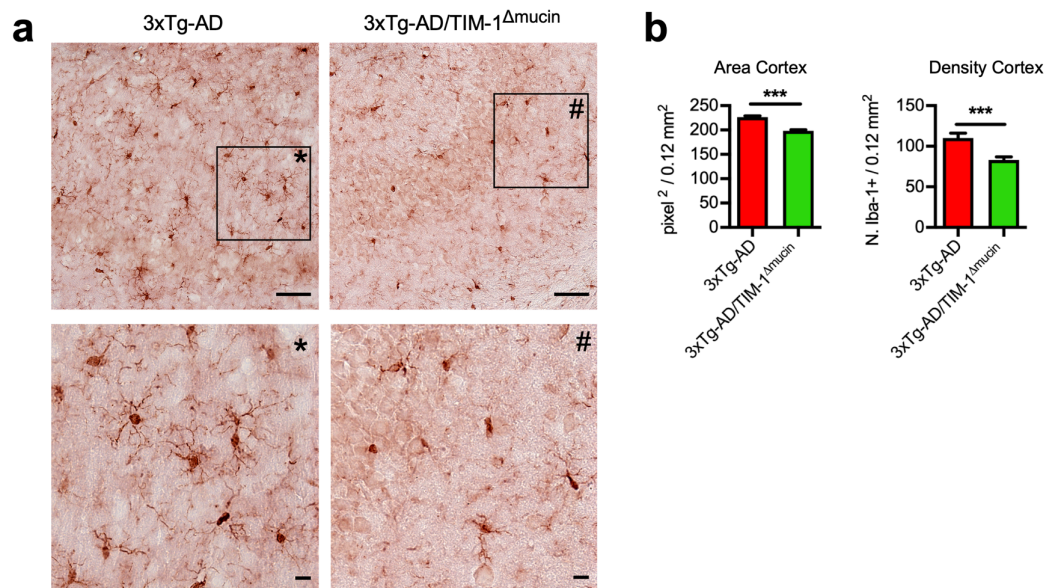 a
3xTg-AD
3xTg-AD/TIM-1Δmucin
*
#
*
#
b
Area Cortex
***
250
200
150
100
50
0
pixel 2 / 0.12 mm2
3xTg-AD
3xTg-AD/TIM-1Δmucin
Density Cortex
***
150
100
50
0
N. Iba-1+ / 0.12 mm2
3xTg-AD
3xTg-AD/TIM-1Δmucin